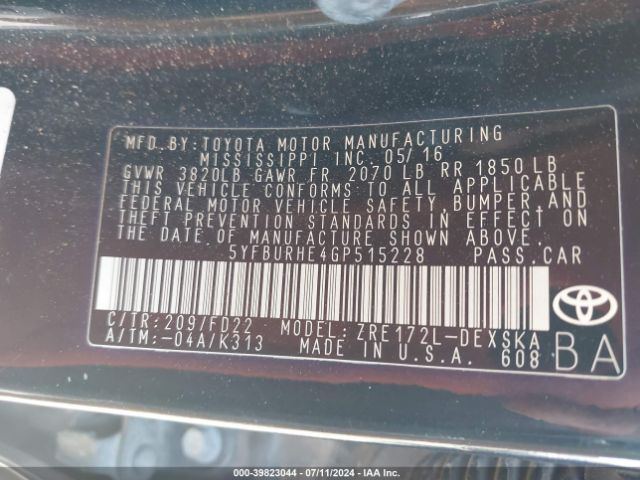 MFD. BY: TOYOTA MOTOR MANUFACTURING
MISSISSIPPI INC. 05/16
GVWR 3820LB GAWR FR 2070 LB RR 1850 LB
THIS VEHICLE CONFORMS TO ALL APPLICABLE
FEDERAL MOTOR VEHICLE SAFETY, BUMPER, AND
THEFT PREVENTION STANDARDS IN EFFECT ON
THE DATE OF MANUFACTURE SHOWN ABOVE.
5YFBURHE4GP515228 PASS.CAR
C/TR: 209/FD22 MODEL: ZRE172L-DEXSKA
A/TM: -04A/K313 MADE IN U.S.A. 608
BA
000-39823044 - 07/11/2024 - IAA Inc.